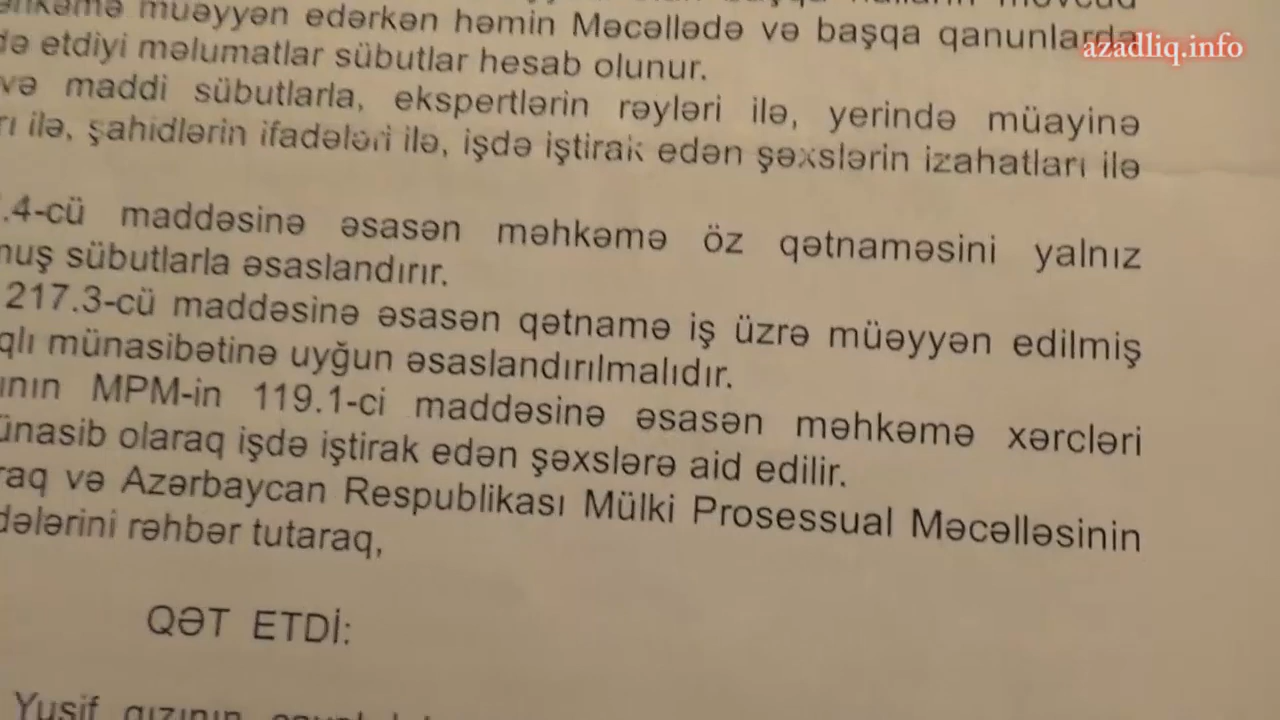 müəyyən edərkən həmin Məcəllədə və başqa qanunlarda
azadliq.info
də etdiyi məlumatlar sübutlar hesab olunur.
və maddi sübutlarla, ekspertlərin rəyləri ilə, yerində müayinə
rı ilə, şahidlərin ifadələri ilə, işdə iştirak edən şəxslərin izahatları ilə
.4-cü maddəsinə əsasən məhkəmə öz qətnaməsini yalnız
muş sübutlarla əsaslandırır.
217.3-cü maddəsinə əsasən qətnamə iş üzrə müəyyən edilmiş
qlı münasibətinə uyğun əsaslandırılmalıdır.
ının MPM-in 119.1-ci maddəsinə əsasən məhkəmə xərcləri
ünasib olaraq işdə iştirak edən şəxslərə aid edilir.
raq və Azərbaycan Respublikası Mülki Prosessual Məcəlləsinin
dələrini rəhbər tutaraq,
QƏT ETDİ:
Yusif qızının